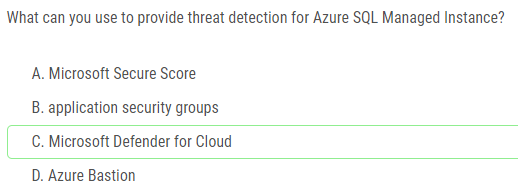 What can you use to provide threat detection for Azure SQL Managed Instance?
A. Microsoft Secure Score
B. application security groups
C. Microsoft Defender for Cloud
D. Azure Bastion